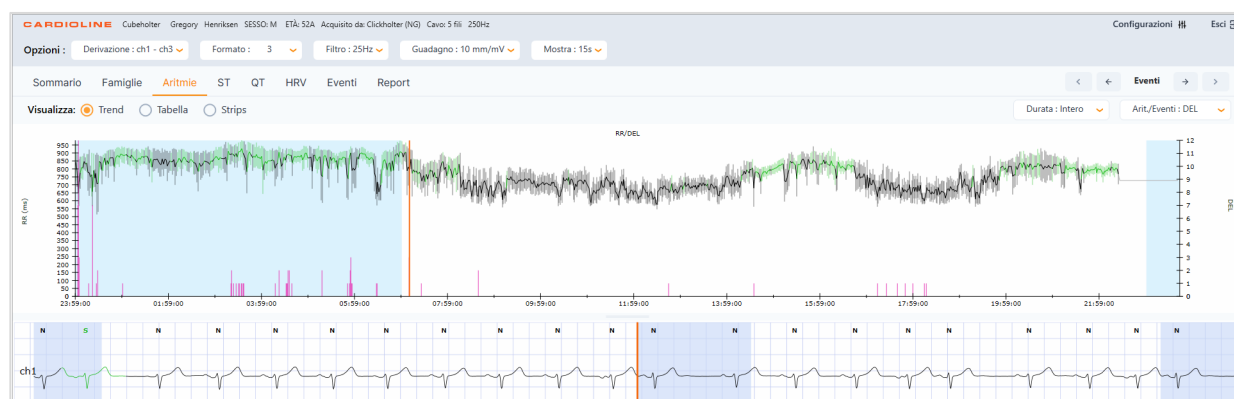 CARDIOLINE Cubeholter Gregory Henriksen SESSO: M ETÀ: 52A Acquisito da: Clickholter (NG) Cavo: 5 fili 250Hz Configurazioni Esci
Opzioni : Derivazione : ch1 - ch3 Formato : 3 Filtro : 25Hz Guadagno : 10 mm/mV Mostra : 15s
Sommario Famiglie Aritmie ST QT HRV Eventi Report < ← Eventi → >
Visualizza: Trend Tabella Strips Durata : Intero Arit./Eventi : DEL
RR/DEL
950 12
900 11
850 10
800 9
750 8
700 7
650 6
600 5
550 4
500 3
450 2
400 1
350 0
300
250
200
150
100
50
0
RR (ms)
DEL
23:59:00 01:59:00 03:59:00 05:59:00 07:59:00 09:59:00 11:59:00 13:59:00 15:59:00 17:59:00 19:59:00 21:59:00
N S N N N N N N N N N N N N N N N N N N N
ch1